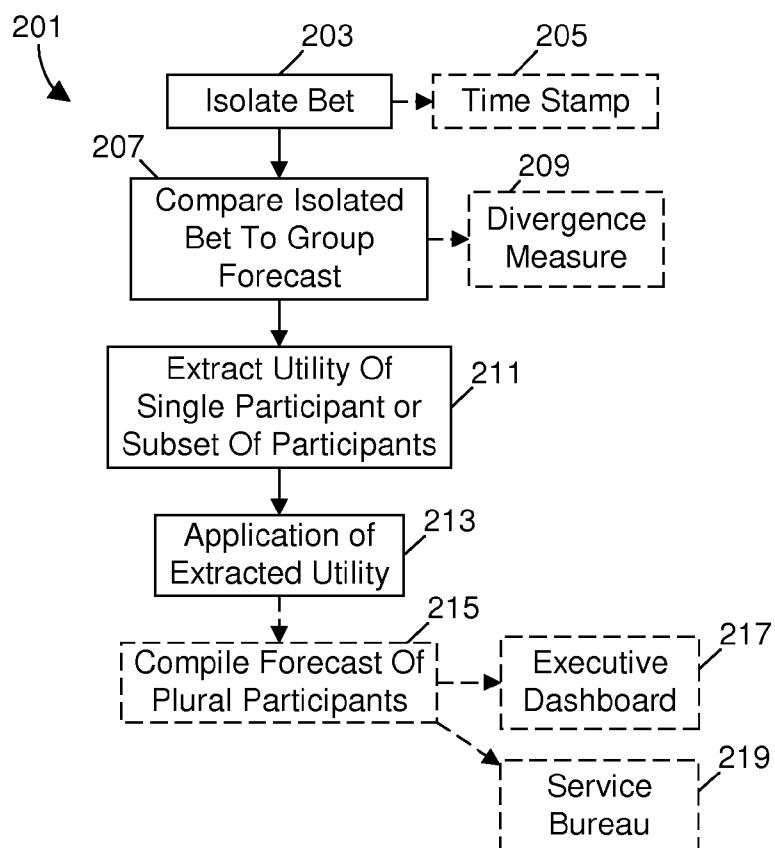 201
203
205
Isolate Bet
Time Stamp
207
209
Compare Isolated
Bet To Group
Forecast
Divergence
Measure
211
Extract Utility Of
Single Participant or
Subset Of Participants
213
Application of
Extracted Utility
215
Compile Forecast Of
Plural Participants
217
Executive
Dashboard
219
Service
Bureau